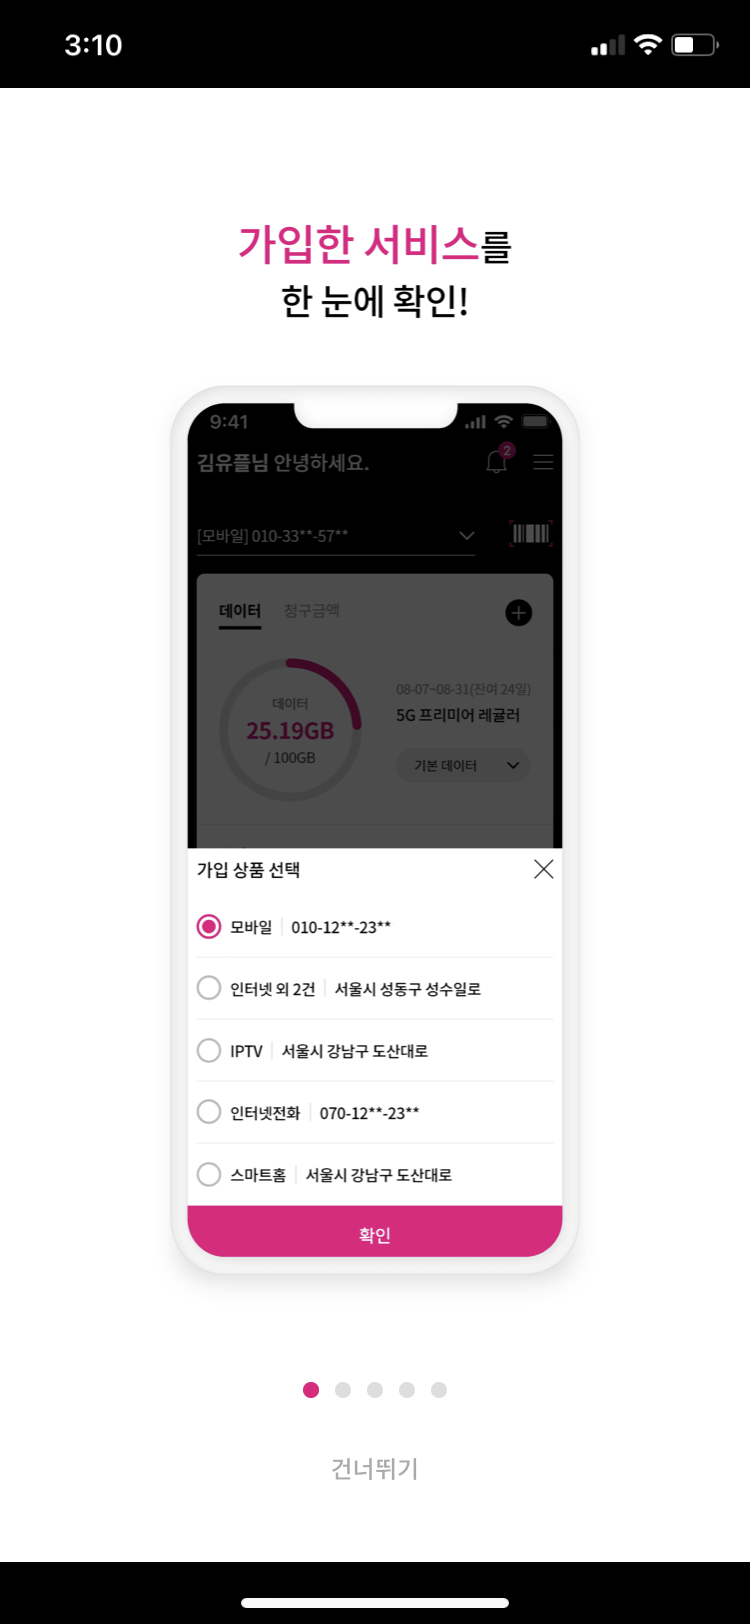 3:10
가입한 서비스를
한 눈에 확인!
9:41
김유플님 안녕하세요.
2
[모바일] 010-33**-57**
데이터 청구금액
데이터
25.19GB
/ 100GB
08-07~08-31(잔여 24일)
5G 프리미어 레귤러
기본 데이터
가입 상품 선택
모바일 010-12**-23**
인터넷 외 2건 서울시 성동구 성수일로
IPTV 서울시 강남구 도산대로
인터넷전화 070-12**-23**
스마트홈 서울시 강남구 도산대로
확인
건너뛰기